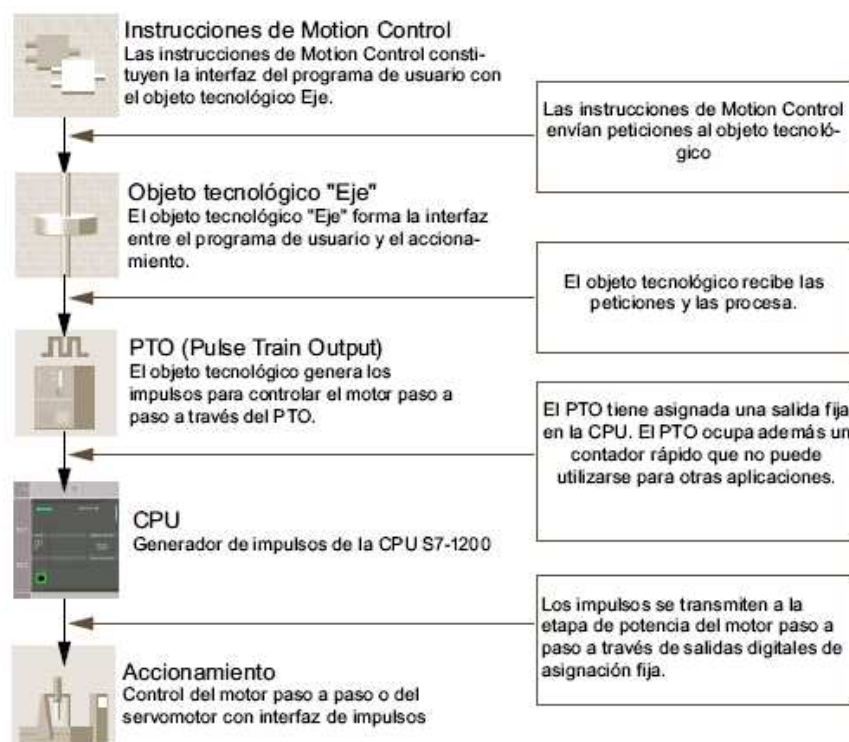 Instrucciones de Motion Control
Las instrucciones de Motion Control consti-
tuyen la interfaz del programa de usuario con
el objeto tecnológico Eje.
Las instrucciones de Motion Control
envían peticiones al objeto tecnoló-
gico
Objeto tecnológico "Eje"
El objeto tecnológico "Eje" forma la interfaz
entre el programa de usuario y el acciona-
miento.
El objeto tecnológico recibe las
peticiones y las procesa.
PTO (Pulse Train Output)
El objeto tecnológico genera los
impulsos para controlar el motor paso a
paso a través del PTO.
El PTO tiene asignada una salida fija
en la CPU. El PTO ocupa además un
contador rápido que no puede
utilizarse para otras aplicaciones.
CPU
Generador de impulsos de la CPU S7-1200
Los impulsos se transmiten a la
etapa de potencia del motor paso a
paso a través de salidas digitales de
asignación fija.
Accionamiento
Control del motor paso a paso o del
servomotor con interfaz de impulsos